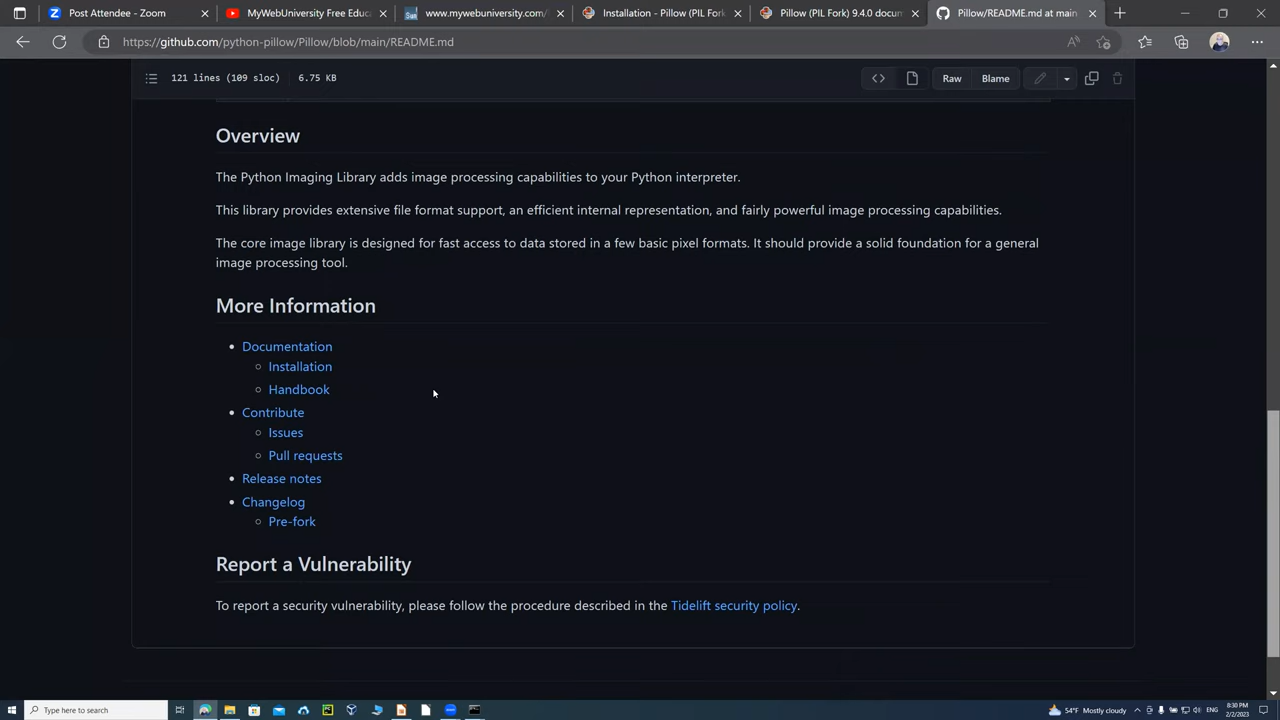 Post Attendee - Zoom
MyWebUniversity Free Educ
www.mywebuniversity.com/
Installation - Pillow (PIL Fork
Pillow (PIL Fork) 9.4.0 docum
Pillow/README.md at main
https://github.com/python-pillow/Pillow/blob/main/README.md
121 lines (109 sloc) 6.75 KB
Raw
Blame
Overview
The Python Imaging Library adds image processing capabilities to your Python interpreter.
This library provides extensive file format support, an efficient internal representation, and fairly powerful image processing capabilities.
The core image library is designed for fast access to data stored in a few basic pixel formats. It should provide a solid foundation for a general
image processing tool.
More Information
Documentation
Installation
Handbook
Contribute
Issues
Pull requests
Release notes
Changelog
Pre-fork
Report a Vulnerability
To report a security vulnerability, please follow the procedure described in the Tidelift security policy.
Type here to search
54°F Mostly cloudy
ENG
8:30 PM
2/2/2023